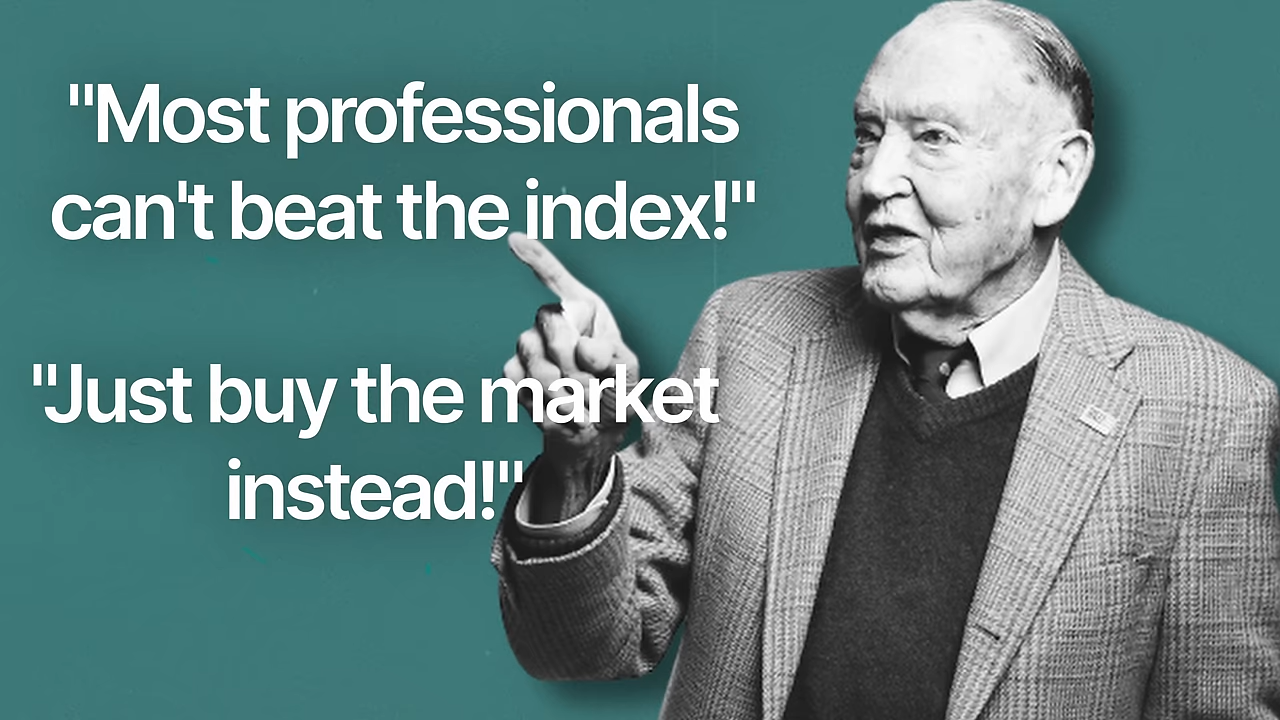 "Most professionals
can't beat the index!"
"Just buy the market
instead!"